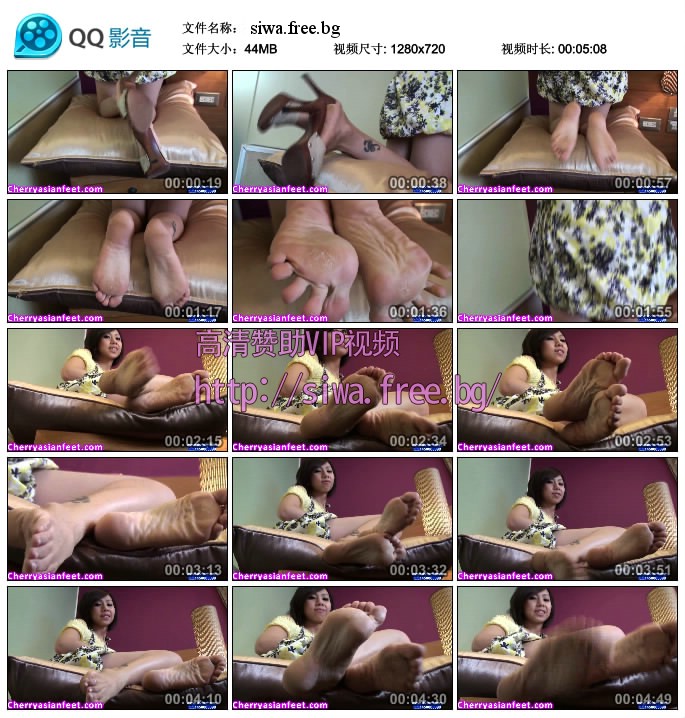 QQ影音
文件名称： siwa.free.bg
文件大小：44MB 视频尺寸: 1280x720 视频时长: 00:05:08
Cherryasianfeet.com 00:00:19
Cherryasianfeet.com 00:00:38
Cherryasianfeet.com 00:00:57
Cherryasianfeet.com 00:01:17
Cherryasianfeet.com 00:01:36
Cherryasianfeet.com 00:01:55
高清赞助VIP视频
http://siwa.free.bg/
Cherryasianfeet.com 00:02:15
Cherryasianfeet.com 00:02:34
Cherryasianfeet.com 00:02:53
Cherryasianfeet.com 00:03:13
Cherryasianfeet.com 00:03:32
Cherryasianfeet.com 00:03:51
Cherryasianfeet.com 00:04:10
Cherryasianfeet.com 00:04:30
Cherryasianfeet.com 00:04:49